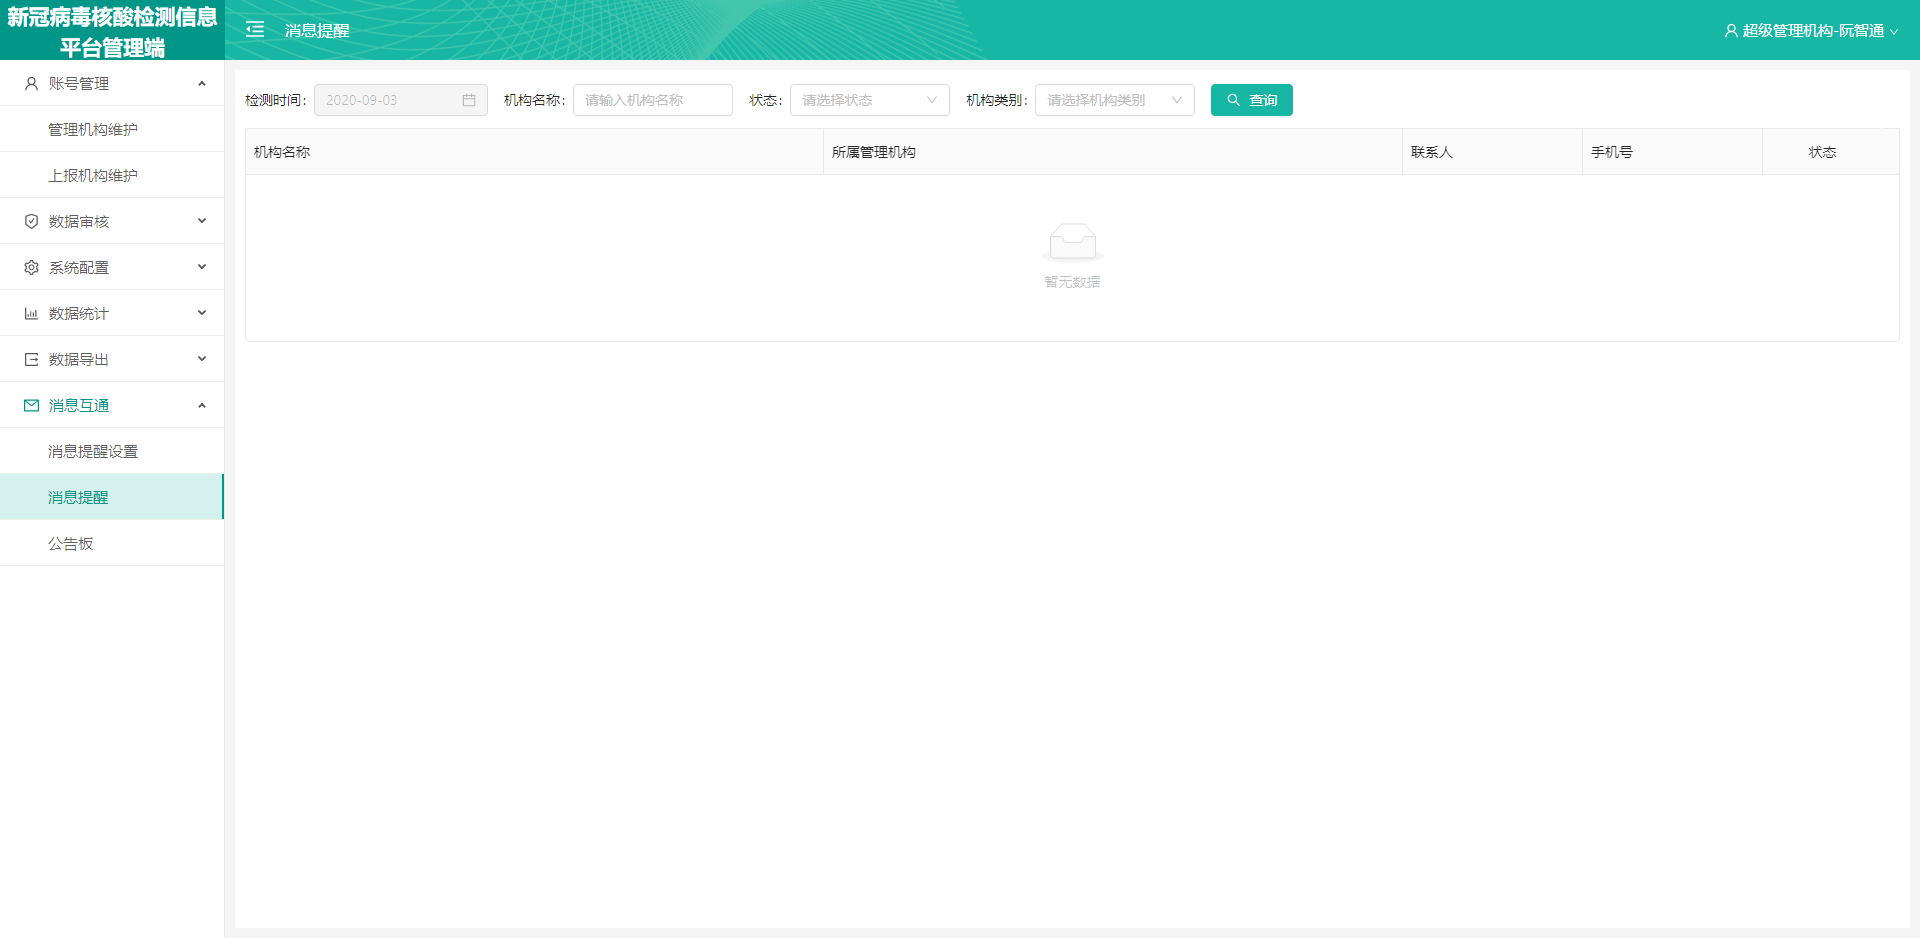 新冠病毒核酸检测信息
平台管理端
消息提醒
超级管理机构-阮智通
账号管理
管理机构维护
上报机构维护
数据审核
系统配置
数据统计
数据导出
消息互通
消息提醒设置
消息提醒
公告板
检测时间: 2020-09-03 机构名称: 请输入机构名称 状态: 请选择状态 机构类别: 请选择机构类别 查询
机构名称 所属管理机构 联系人 手机号 状态
暂无数据